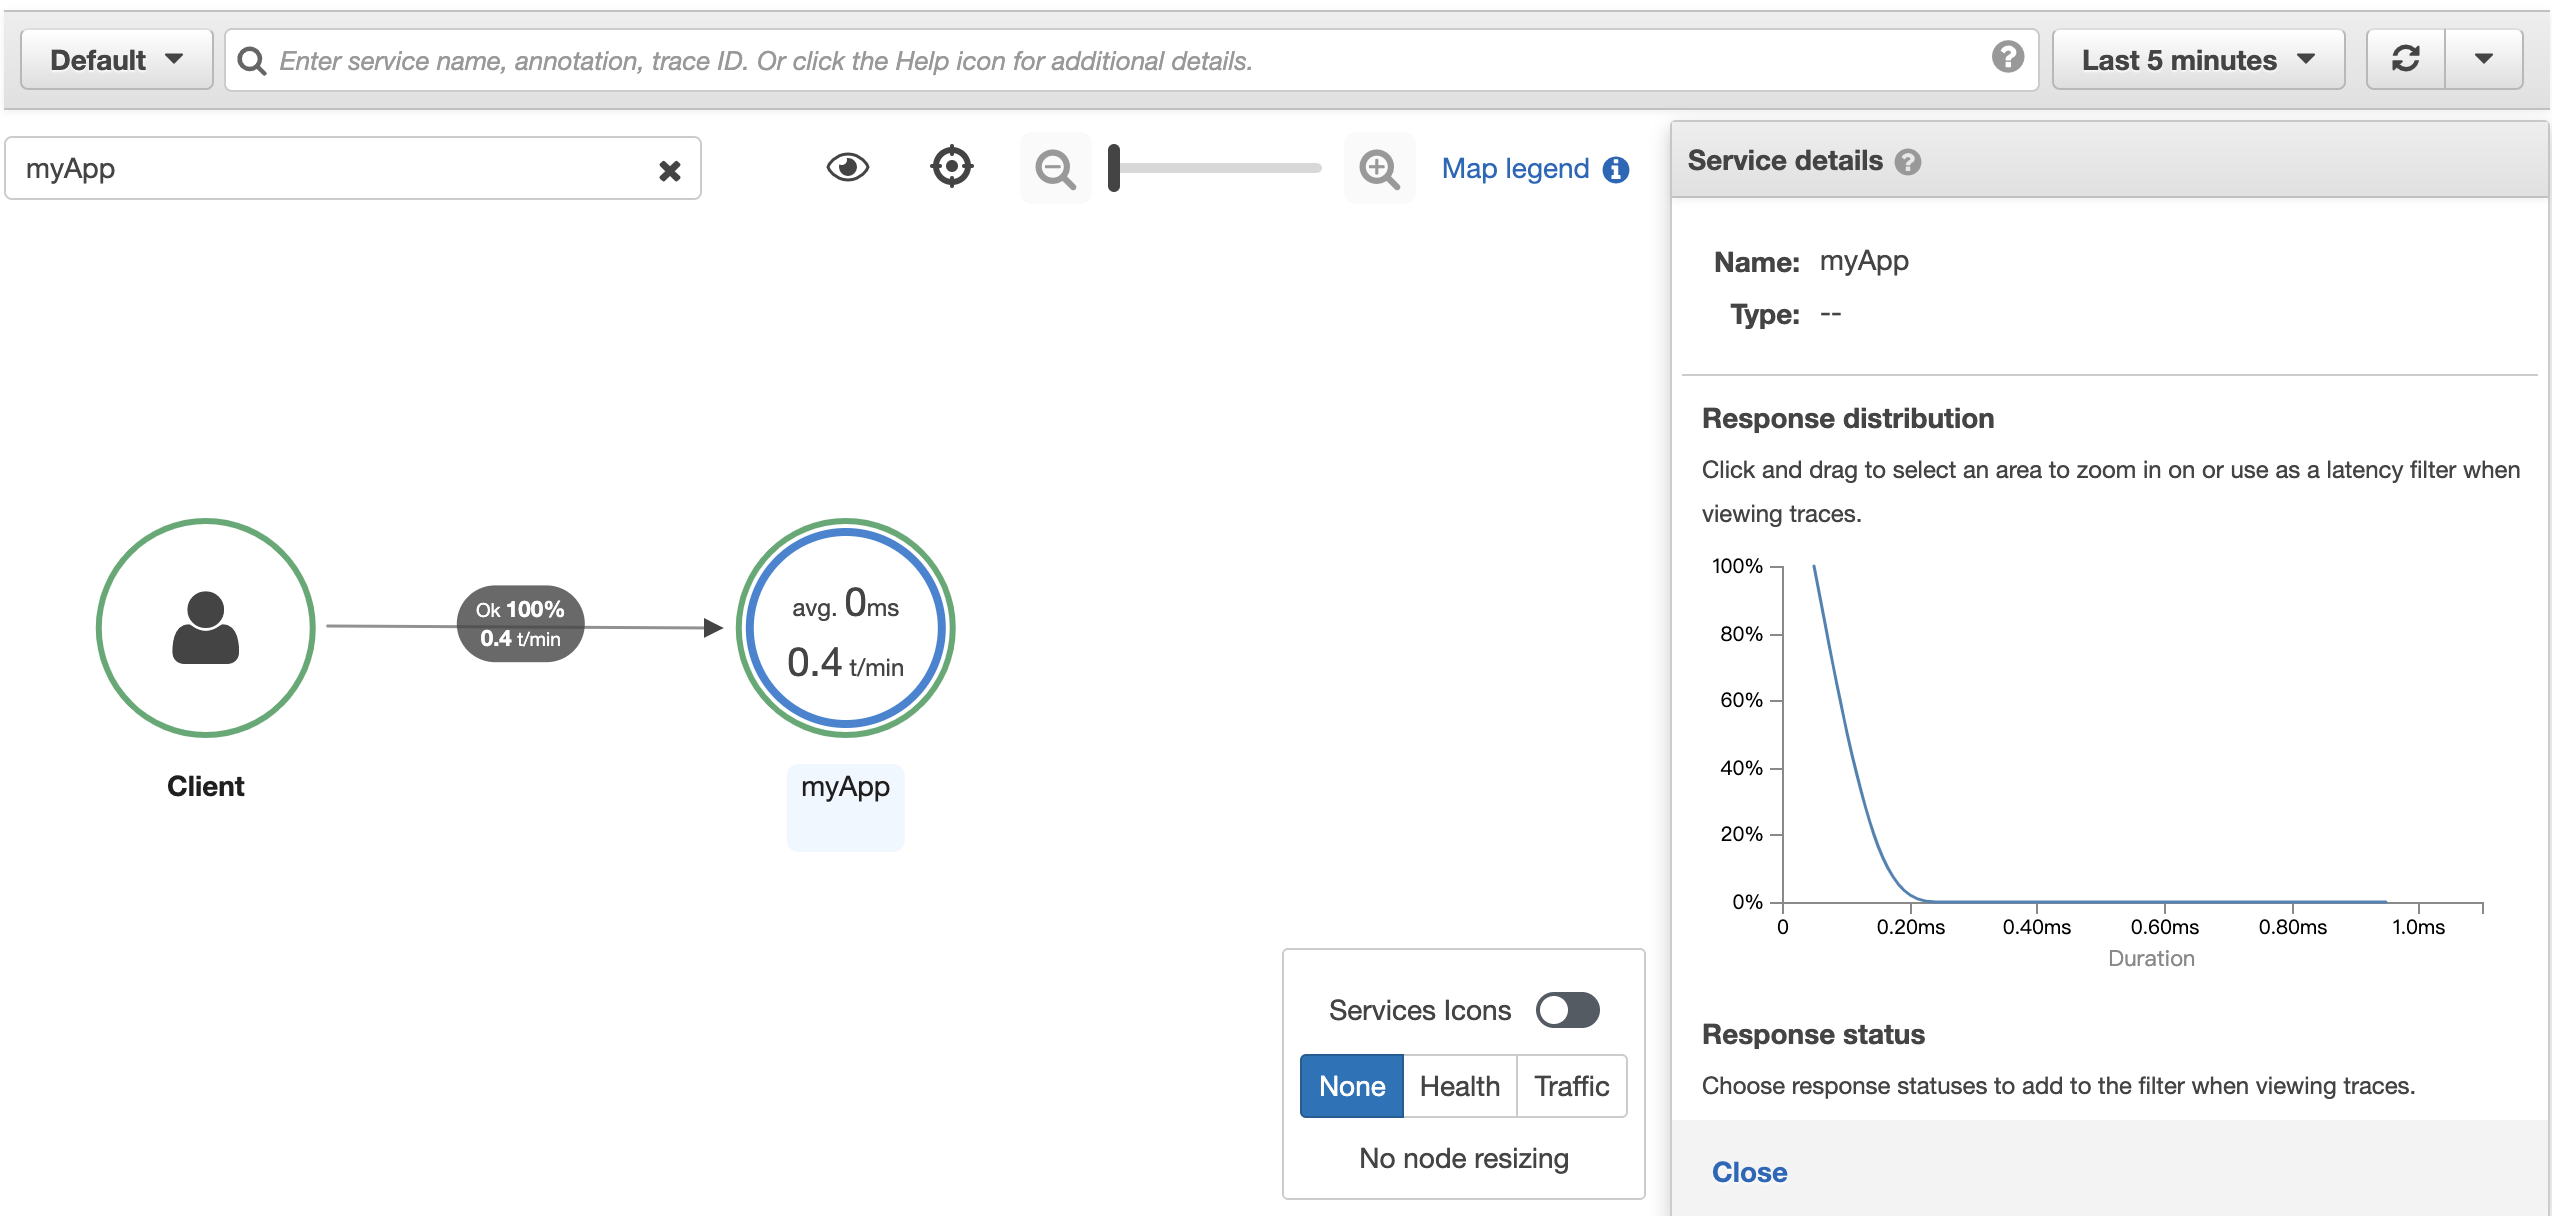 Default
Enter service name, annotation, trace ID. Or click the Help icon for additional details.
Last 5 minutes
myApp
Map legend
Ok 100%
0.4 t/min
avg. 0ms
0.4 t/min
Client
myApp
Services Icons
None Health Traffic
No node resizing
Service details
Name: myApp
Type: --
Response distribution
Click and drag to select an area to zoom in on or use as a latency filter when
viewing traces.
100%
80%
60%
40%
20%
0%
0 0.20ms 0.40ms 0.60ms 0.80ms 1.0ms
Duration
Response status
Choose response statuses to add to the filter when viewing traces.
Close